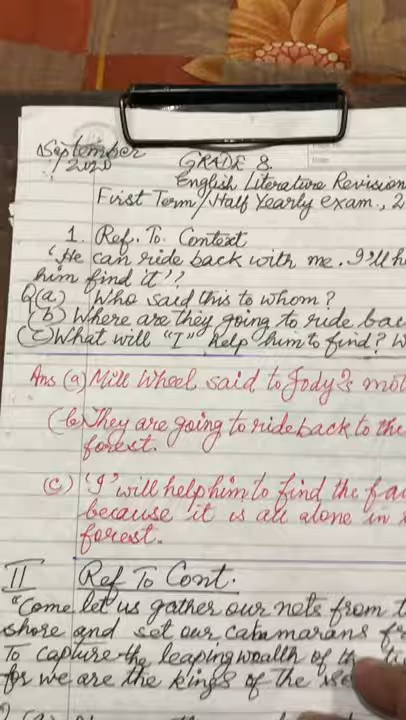 September
2020
GRADE 8
English Literature Revision
First Term/Half Yearly exam., 2
1. Ref. To. Context
'He can ride back with me. I'll he
him find it'?
Q(a) Who said this to whom?
(b) Where are they going to ride bac
(c) What will "I" help him to find? W
Ans (a) Mill Wheel said to Jody's mot
(b) They are going to ride back to the
forest.
(c) 'I' will help him to find the fa
because it is all alone in
forest.
II Ref To Cont.
"Come let us gather our nets from t
shore and set our catamarans fr
To capture the leaping wealth of the
for we are the kings of the se